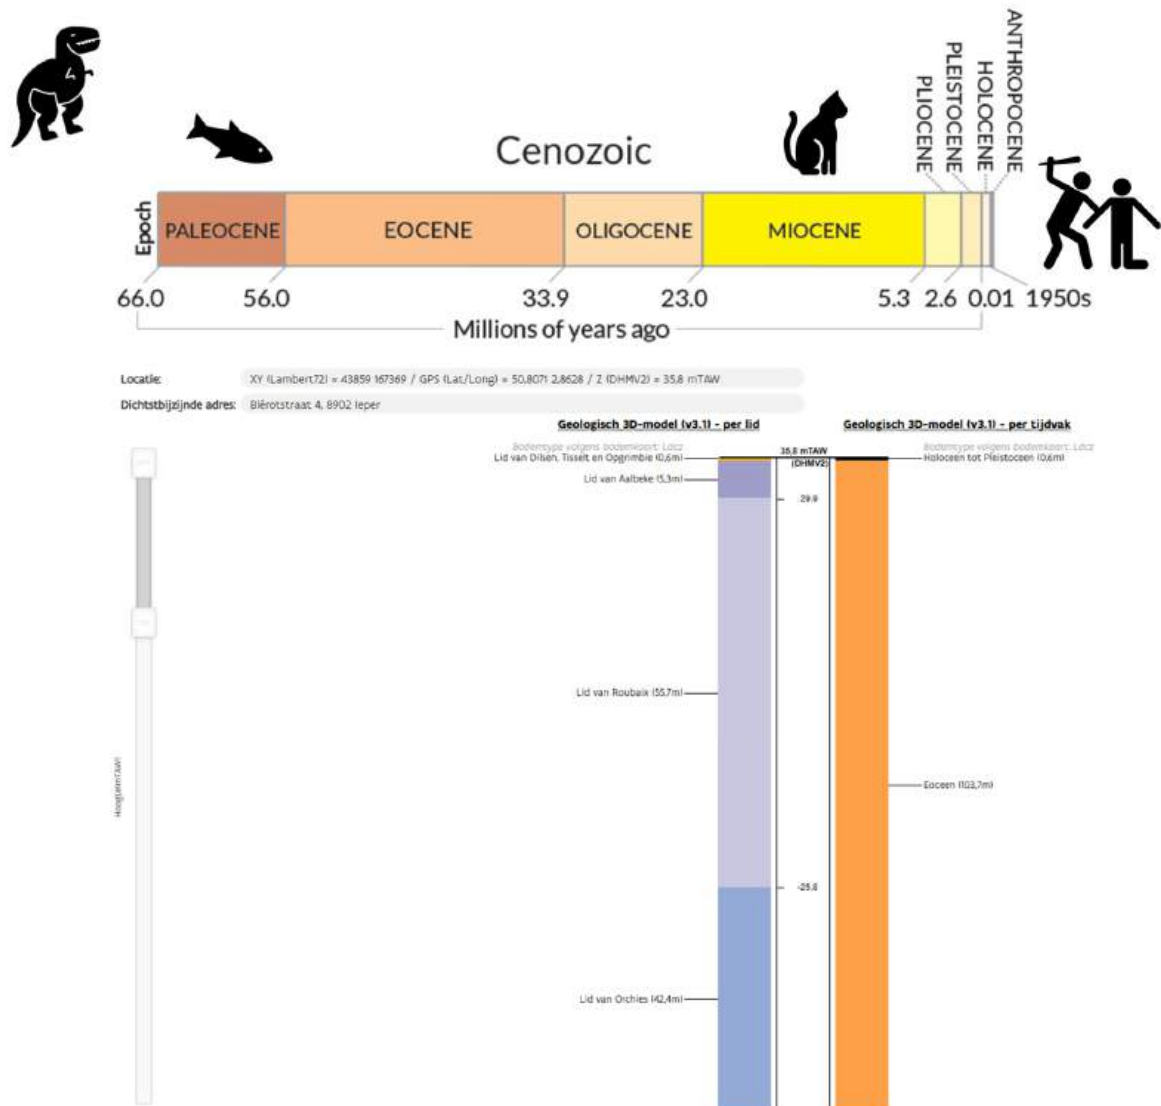 Cenozoic
PLIOCENE
PLEISTOCENE
HOLOCENE
ANTHROPOCENE
Epoch
PALEOCENE EOCENE OLIGOCENE MIOCENE
66.0 56.0 33.9 23.0 5.3 2.6 0.01 1950s
Millions of years ago
Locatie: XY (Lambert72) = 43859 167369 / GPS (Lat/Long) = 50,8071 2,8628 / Z (DHMV2) = 35,8 mTAW
Dichtstbijzijnde adres: Blérotstraat 4, 8902 Ieper
Geologisch 3D-model (v3.1) - per lid
Geologisch 3D-model (v3.1) - per tijdvak
Bodemtype volgens bodemkaart: Ldcz
Bodemtype volgens bodemkaart: Ldcz
Lid van Dilsen, Tisselt en Opgrimbie (0,6m)
35,8 mTAW
(DHMV2)
Holoceen tot Pleistoceen (0,6m)
Lid van Aalbeke (5,3m)
29.9
Lid van Roubaix (55,7m)
Hoogte(mTAW)
Eoceen (103,7m)
-25.8
Lid van Orchies (42,4m)